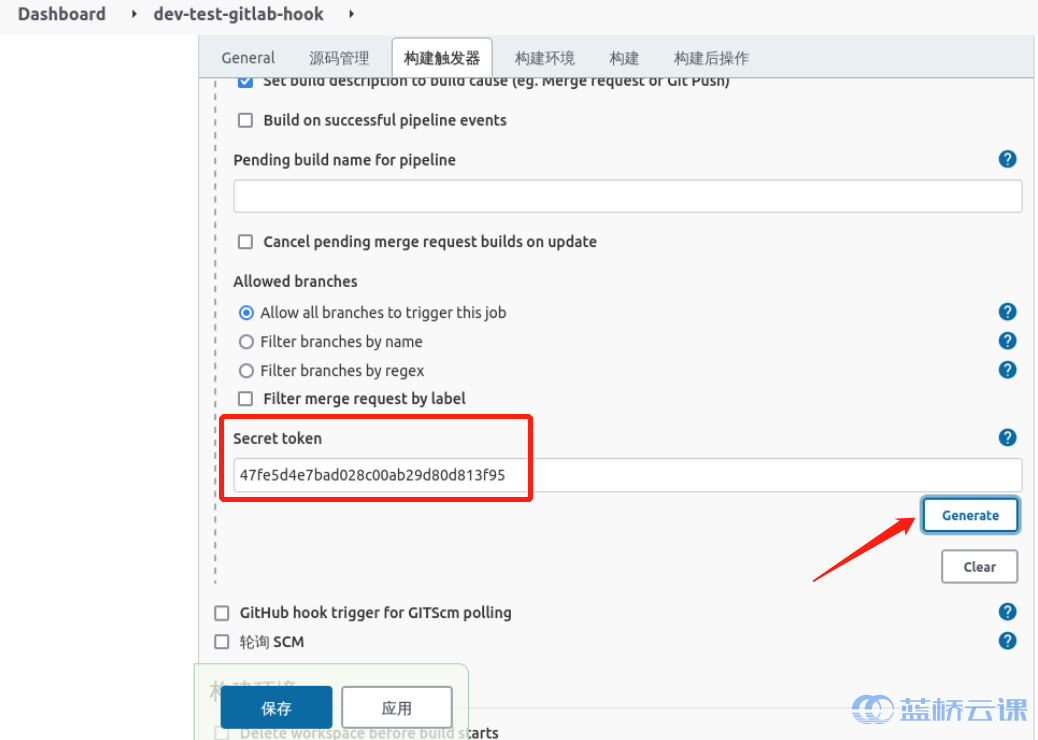 Dashboard dev-test-gitlab-hook
General 源码管理 构建触发器 构建环境 构建 构建后操作
Set build description to build cause (eg. Merge request or Git Push)
Build on successful pipeline events
Pending build name for pipeline
Cancel pending merge request builds on update
Allowed branches
Allow all branches to trigger this job
Filter branches by name
Filter branches by regex
Filter merge request by label
Secret token
47fe5d4e7bad028c00ab29d80d813f95
Generate
Clear
GitHub hook trigger for GITScm polling
轮询 SCM
构建环境
保存 应用
Delete workspace before build starts
蓝桥云课